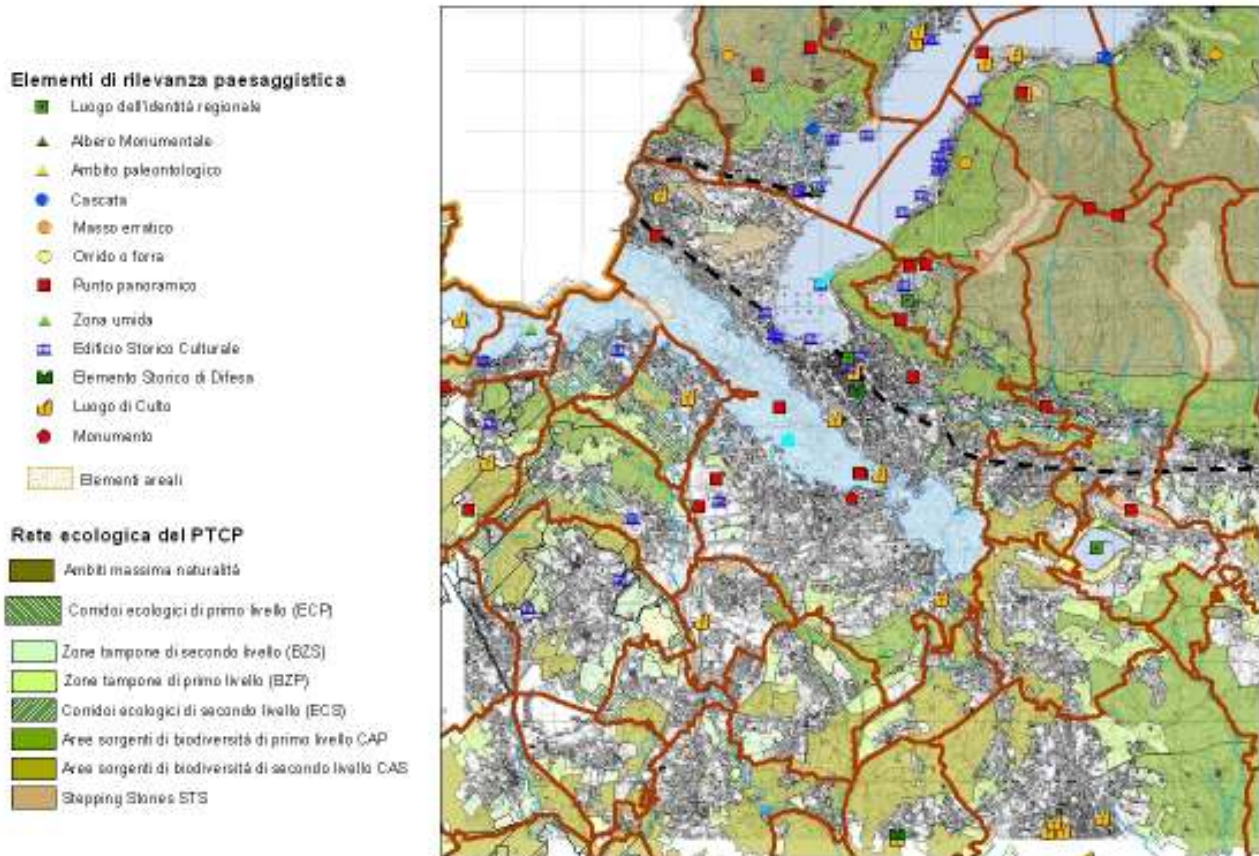 Elementi di rilevanza paesaggistica
Luogo dell'identità regionale
Albero Monumentale
Ambito paleontologico
Cascata
Masso erratico
Orrido o forra
Punto panoramico
Zona umida
Edificio Storico Culturale
Elemento Storico di Difesa
Luogo di Culto
Monumento
Elementi areali
Rete ecologica del PTCP
Ambiti massima naturalità
Corridoi ecologici di primo livello (ECP)
Zone tampone di secondo livello (BZS)
Zone tampone di primo livello (BZP)
Corridoi ecologici di secondo livello (ECS)
Aree sorgenti di biodiversità di primo livello CAP
Aree sorgenti di biodiversità di secondo livello CAS
Stepping Stones STS